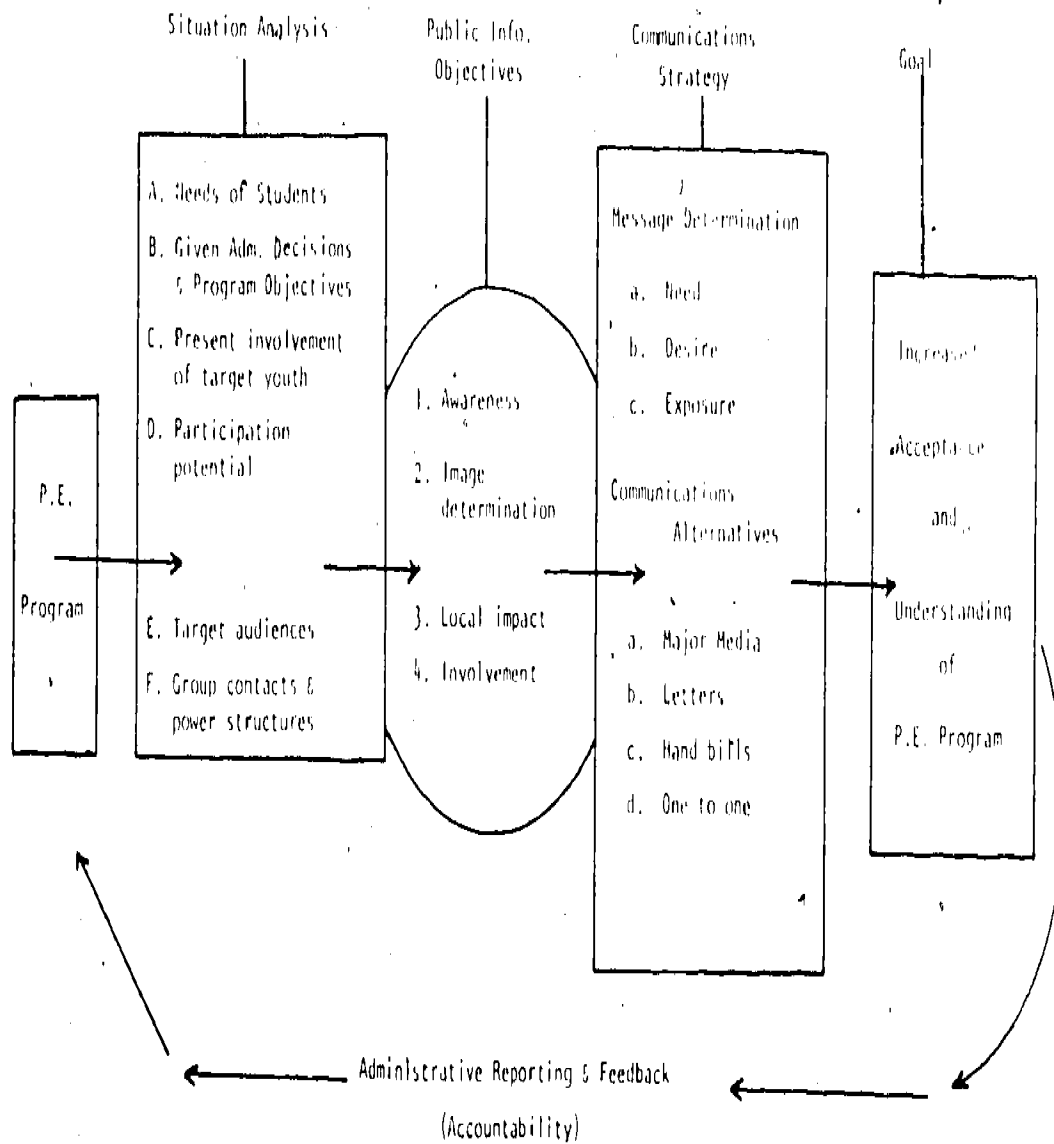 Situation Analysis
Public Info.
Objectives
Communications
Strategy
Goal
P.E.
Program
A. Needs of Students
B. Given Adm. Decisions
& Program Objectives
C. Present involvement
of target youth
D. Participation
potential
E. Target audiences
F. Group contacts &
power structures
1. Awareness
2. Image
determination
3. Local impact
4. Involvement
Message Determination
a. Need
b. Desire
c. Exposure
Communications
Alternatives
a. Major Media
b. Letters
c. Hand bills
d. One to one
Increased
Acceptance
and
Understanding
of
P.E. Program
Administrative Reporting & Feedback
(Accountability)